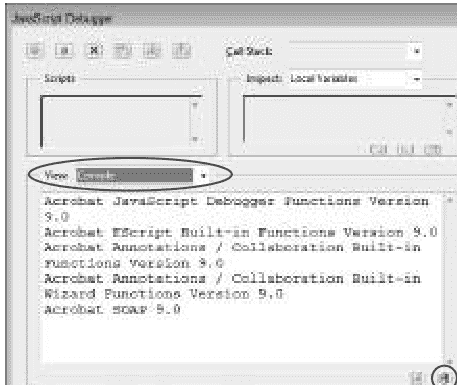 JavaScript Debugger
Call Stack:
Scripts
Inspect: Local Variables
View: Console
Acrobat JavaScript Debugger Functions Version
9.0
Acrobat EScript Built-in Functions Version 9.0
Acrobat Annotations / Collaboration Built-in
Functions Version 9.0
Acrobat Annotations / Collaboration Built-in
Wizard Functions Version 9.0
Acrobat SOAP 9.0